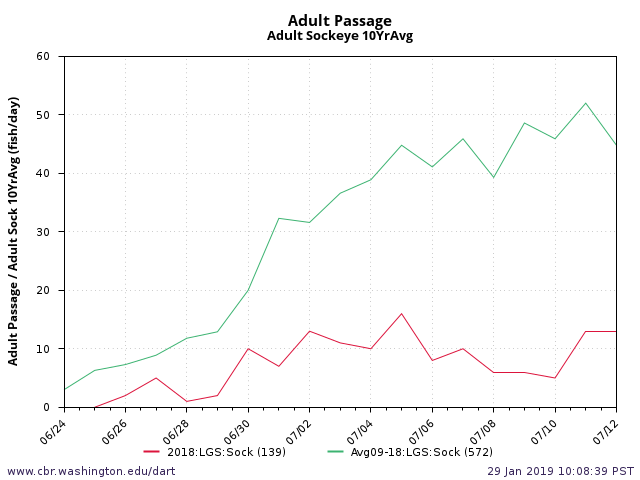 Adult Passage
Adult Sockeye 10YrAvg
Adult Passage / Adult Sock 10YrAvg (fish/day)
60
50
40
30
20
10
0
06/24
06/26
06/28
06/30
07/02
07/04
07/06
07/08
07/10
07/12
2018:LGS:Sock (139)
Avg09-18:LGS:Sock (572)
www.cbr.washington.edu/dart
29 Jan 2019 10:08:39 PST